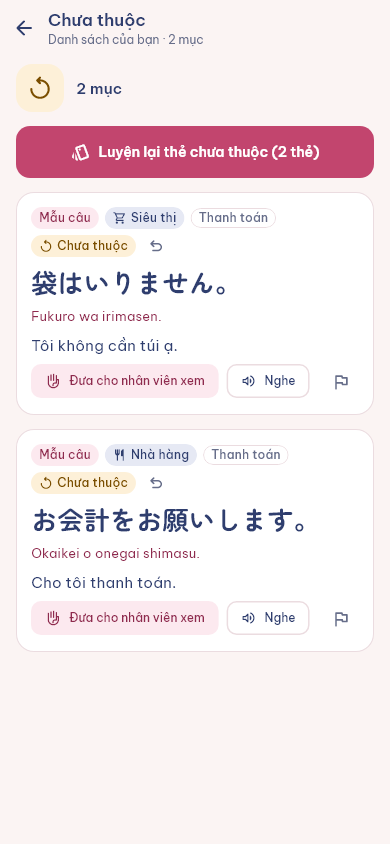 Chưa thuộc
Danh sách của bạn · 2 mục
2 mục
Luyện lại thẻ chưa thuộc (2 thẻ)
Mẫu câu Siêu thị Thanh toán
Chưa thuộc
袋はいりません。
Fukuro wa irimasen.
Tôi không cần túi ạ.
Đưa cho nhân viên xem Nghe
Mẫu câu Nhà hàng Thanh toán
Chưa thuộc
お会計をお願いします。
Okaikei o onegai shimasu.
Cho tôi thanh toán.
Đưa cho nhân viên xem Nghe